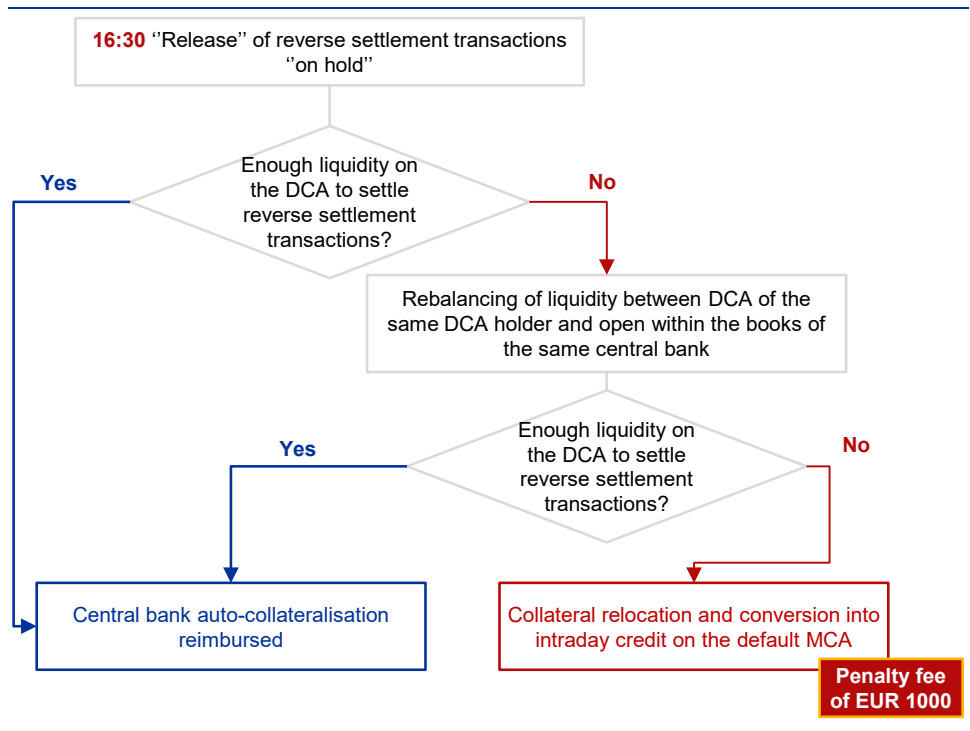 16:30 ‘’Release’’ of reverse settlement transactions
‘’on hold’’
Enough liquidity on
the DCA to settle
reverse settlement
transactions?
Yes
No
Rebalancing of liquidity between DCA of the
same DCA holder and open within the books of
the same central bank
Enough liquidity on
the DCA to settle
reverse settlement
transactions?
Yes
No
Central bank auto-collateralisation
reimbursed
Collateral relocation and conversion into
intraday credit on the default MCA
Penalty fee
of EUR 1000